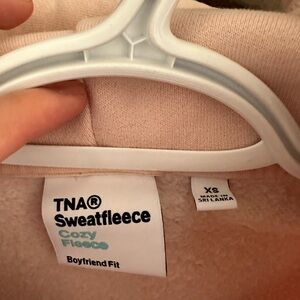 TNA®
Sweatfleece
Cozy
Fleece
Boyfriend Fit
XS
MADE IN
SRI LANKA